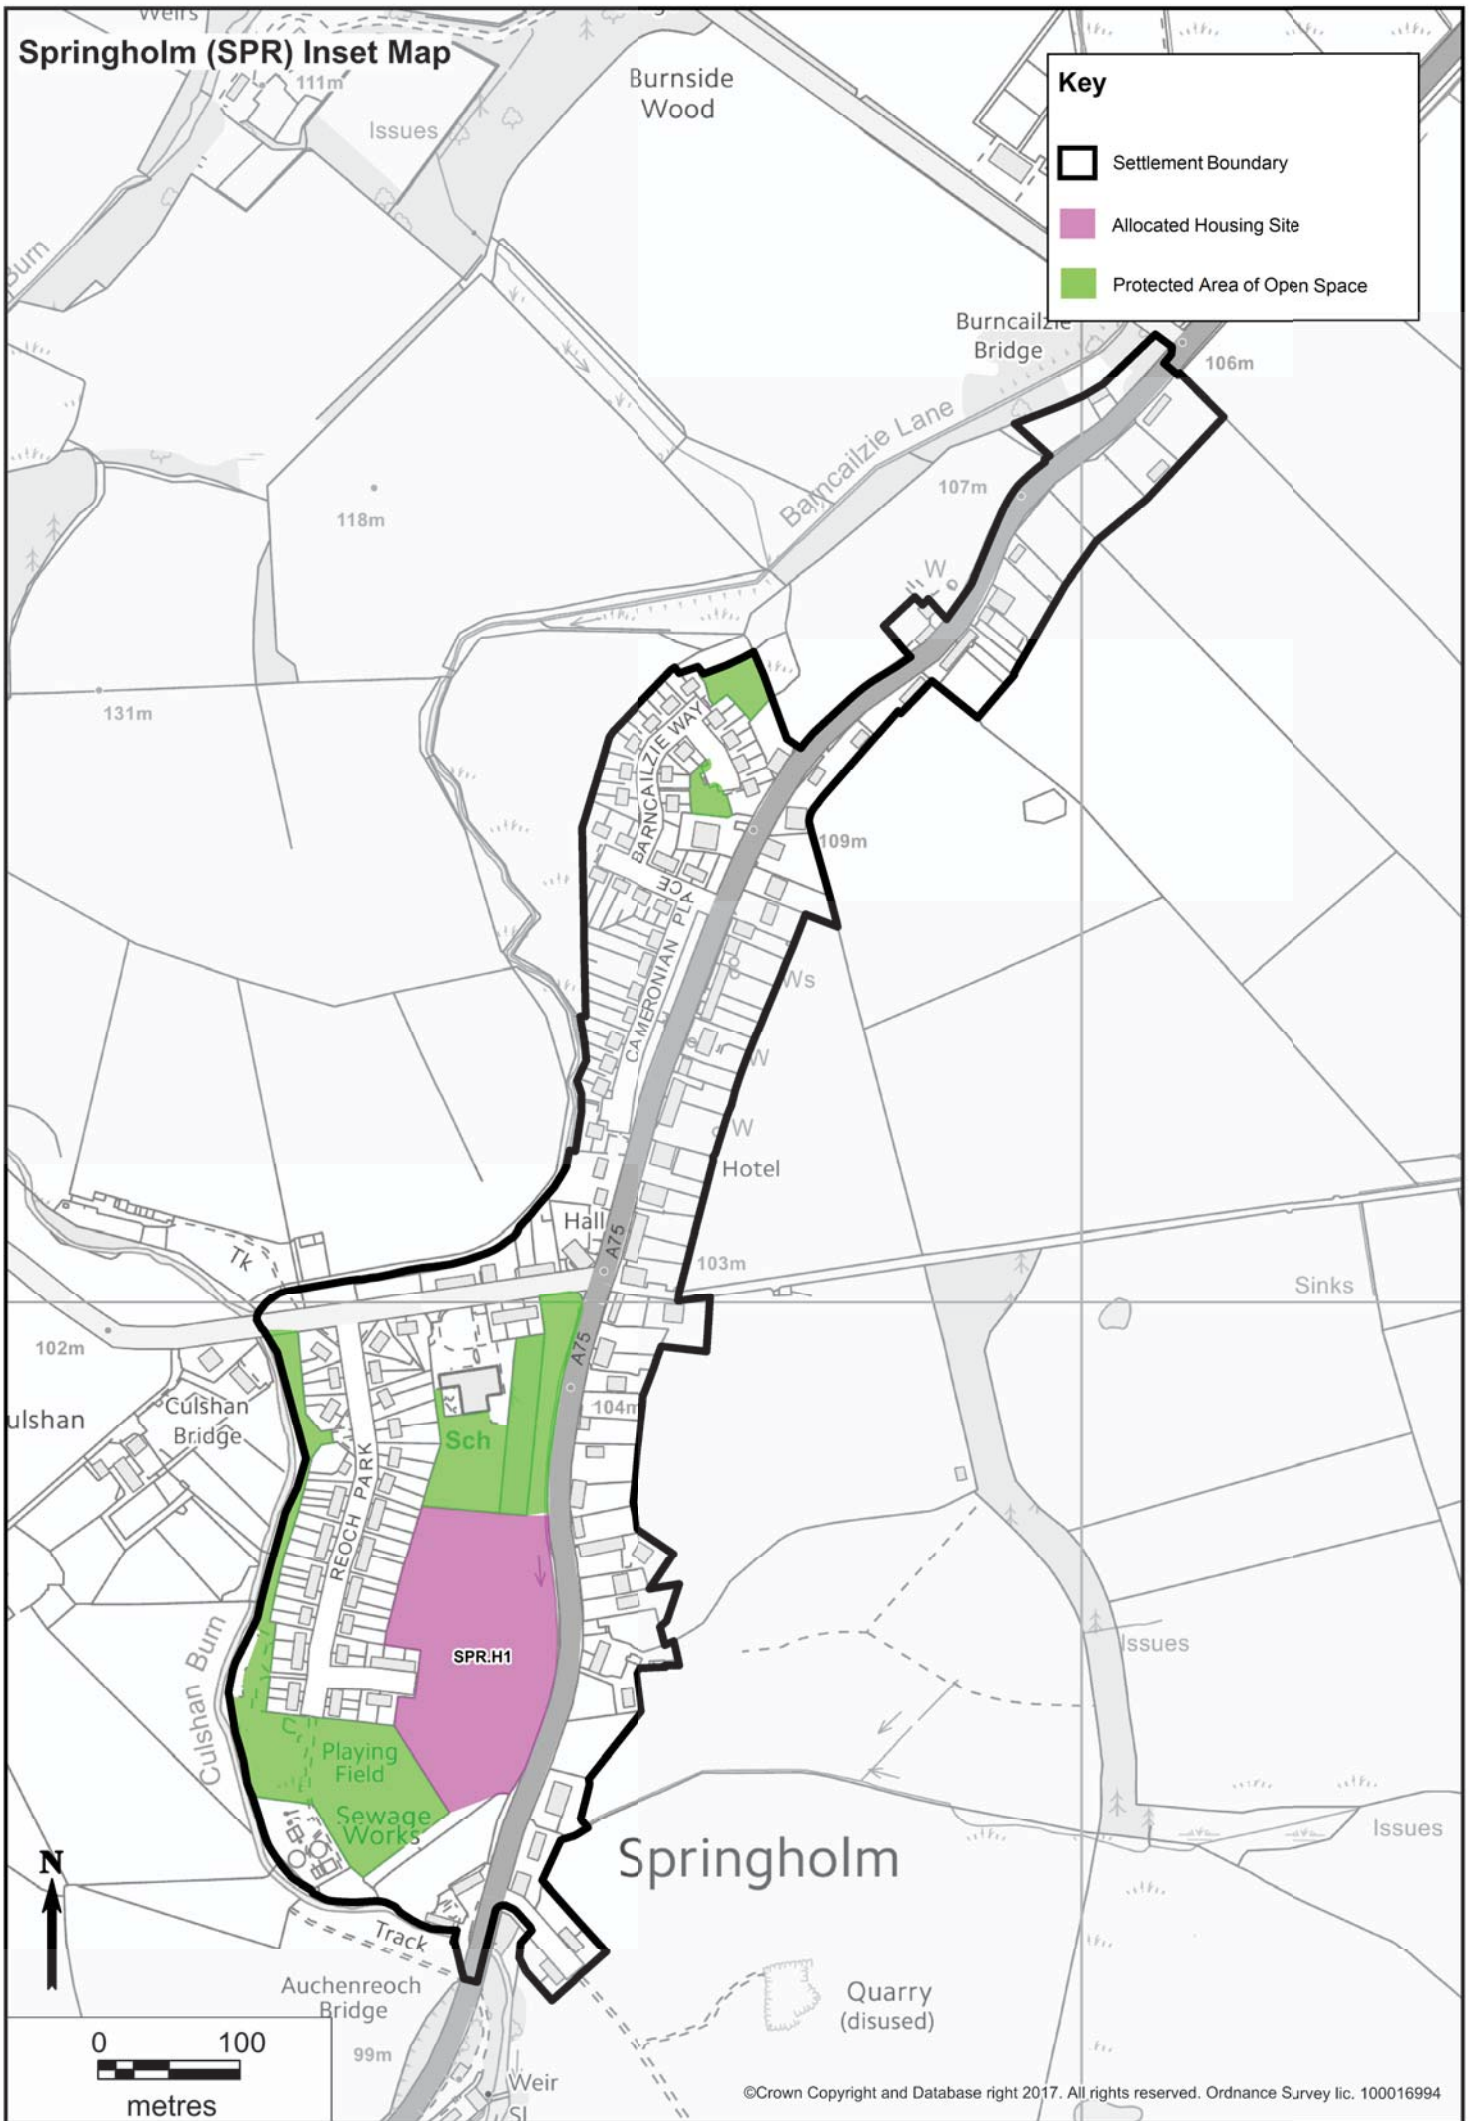 Weirs
Springholm (SPR) Inset Map
111m
Issues
Burnside
Wood
Key
Settlement Boundary
Allocated Housing Site
Protected Area of Open Space
Burn
Burncailzie
Bridge
106m
Barncailzie Lane
107m
118m
W
131m
BARNCAILZIE WAY
109m
CAMERONIAN PLACE
Ws
W
W
Hotel
Hall
A75
103m
Tk
Sinks
102m
A75
ulshan
Culshan
Bridge
104m
Sch
REOCH PARK
SPR.H1
Issues
Culshan Burn
Playing
Field
Sewage
Works
Issues
Springholm
N
Track
Auchenreoch
Bridge
Quarry
(disused)
0 100
metres
99m
Weir
Sl
©Crown Copyright and Database right 2017. All rights reserved. Ordnance Survey lic. 100016994